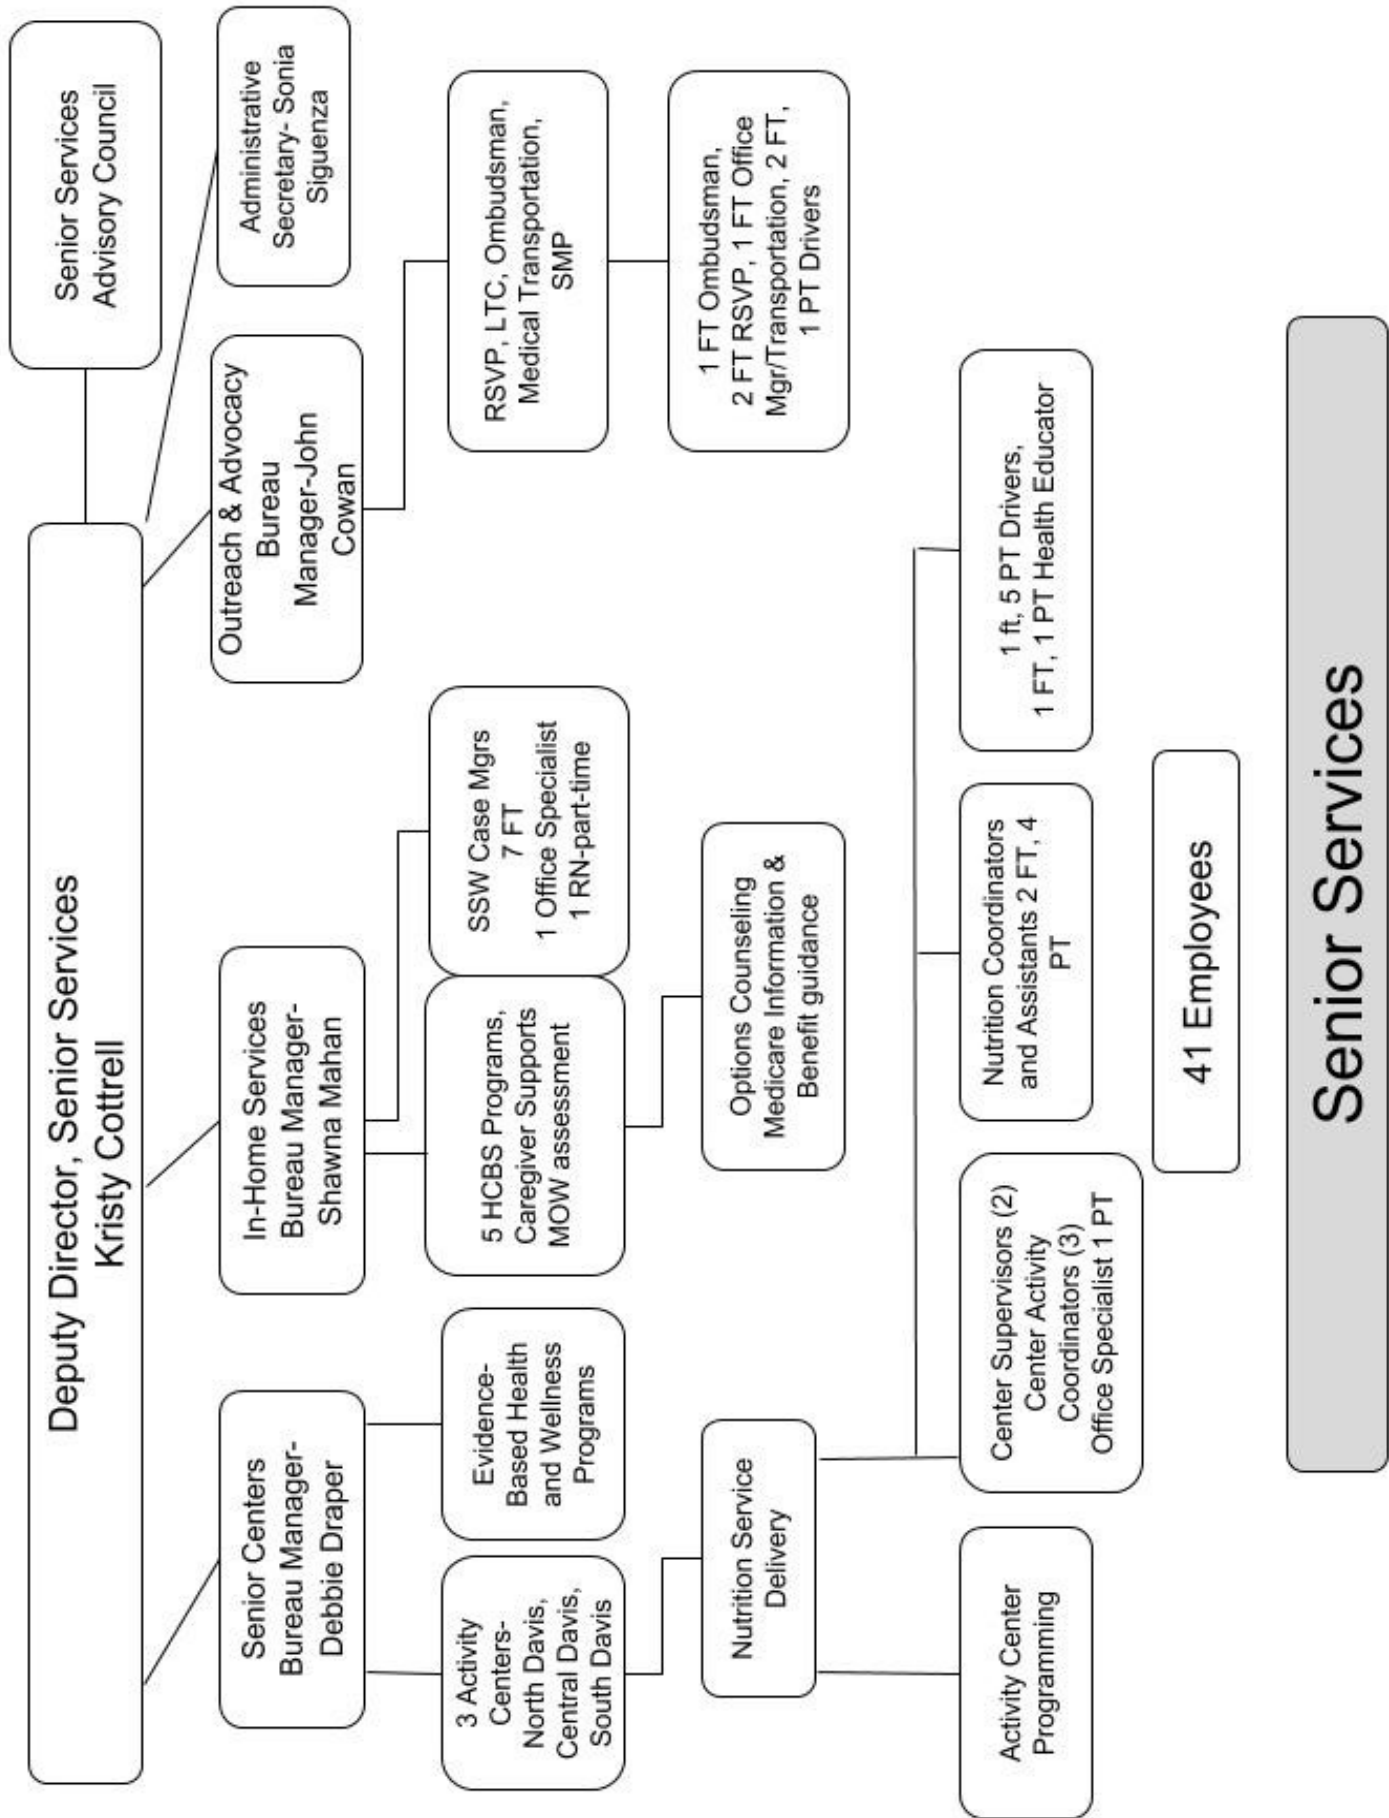 Senior Services
Advisory Council
Deputy Director, Senior Services
Kristy Cottrell
Senior Centers
Bureau Manager-
Debbie Draper
In-Home Services
Bureau Manager-
Shawna Mahan
Outreach & Advocacy
Bureau
Manager-John
Cowan
Administrative
Secretary- Sonia
Siguenza
3 Activity
Centers-
North Davis,
Central Davis,
South Davis
Evidence-
Based Health
and Wellness
Programs
5 HCBS Programs,
Caregiver Supports
MOW assessment
SSW Case Mgrs
7 FT
1 Office Specialist
1 RN-part-time
RSVP, LTC, Ombudsman,
Medical Transportation,
SMP
Nutrition Service
Delivery
Options Counseling
Medicare Information &
Benefit guidance
1 FT Ombudsman,
2 FT RSVP, 1 FT Office
Mgr/Transportation, 2 FT,
1 PT Drivers
Activity Center
Programming
Center Supervisors (2)
Center Activity
Coordinators (3)
Office Specialist 1 PT
Nutrition Coordinators
and Assistants 2 FT, 4
PT
1 ft, 5 PT Drivers,
1 FT, 1 PT Health Educator
41 Employees
Senior Services